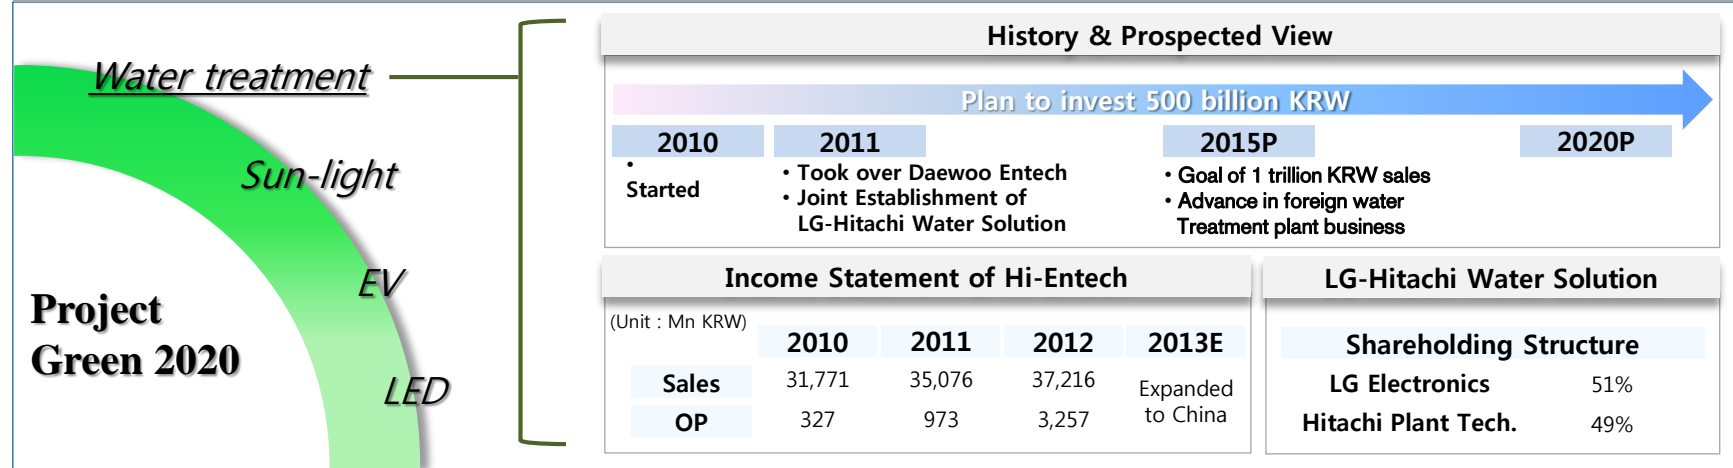 Water treatment
Sun-light
EV
LED
Project
Green 2020
History & Prospected View
Plan to invest 500 billion KRW
2010
•
Started
2011
• Took over Daewoo Entech
• Joint Establishment of
LG-Hitachi Water Solution
2015P
• Goal of 1 trillion KRW sales
• Advance in foreign water
Treatment plant business
2020P
Income Statement of Hi-Entech
(Unit : Mn KRW)
2010 2011 2012 2013E
Sales 31,771 35,076 37,216 Expanded
OP 327 973 3,257 to China
LG-Hitachi Water Solution
Shareholding Structure
LG Electronics 51%
Hitachi Plant Tech. 49%